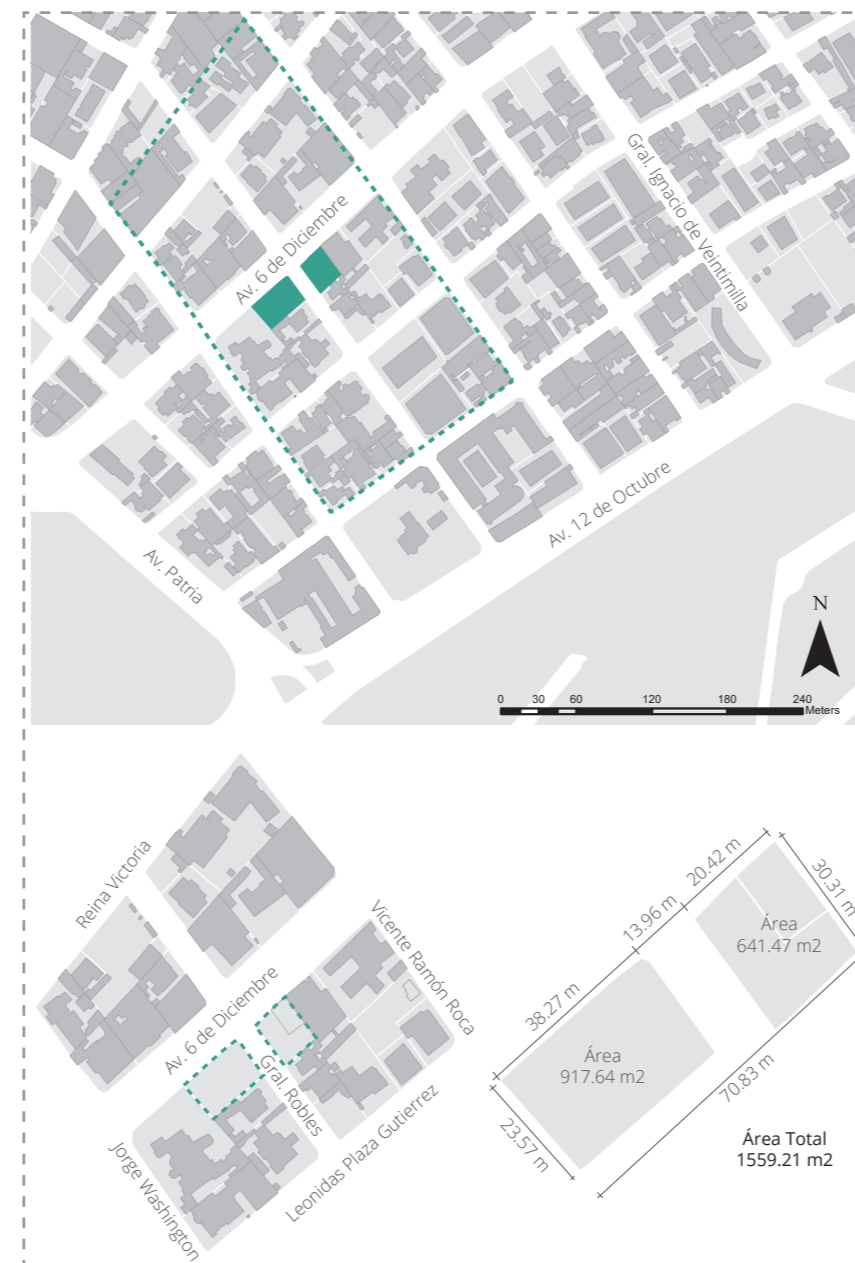 Gral. Ignacio de Veintimilla
Av. 6 de Diciembre
Av. 12 de Octubre
Av. Patria
N
0 30 60 120 180 240
Meters
Reina Victoria
Vicente Ramón Roca
Av. 6 de Diciembre
Gral. Robles
Jorge Washington
Leonidas Plaza Gutierrez
20.42 m
30.31 m
13.96 m
Área
641.47 m2
38.27 m
Área
917.64 m2
70.83 m
23.57 m
Área Total
1559.21 m2